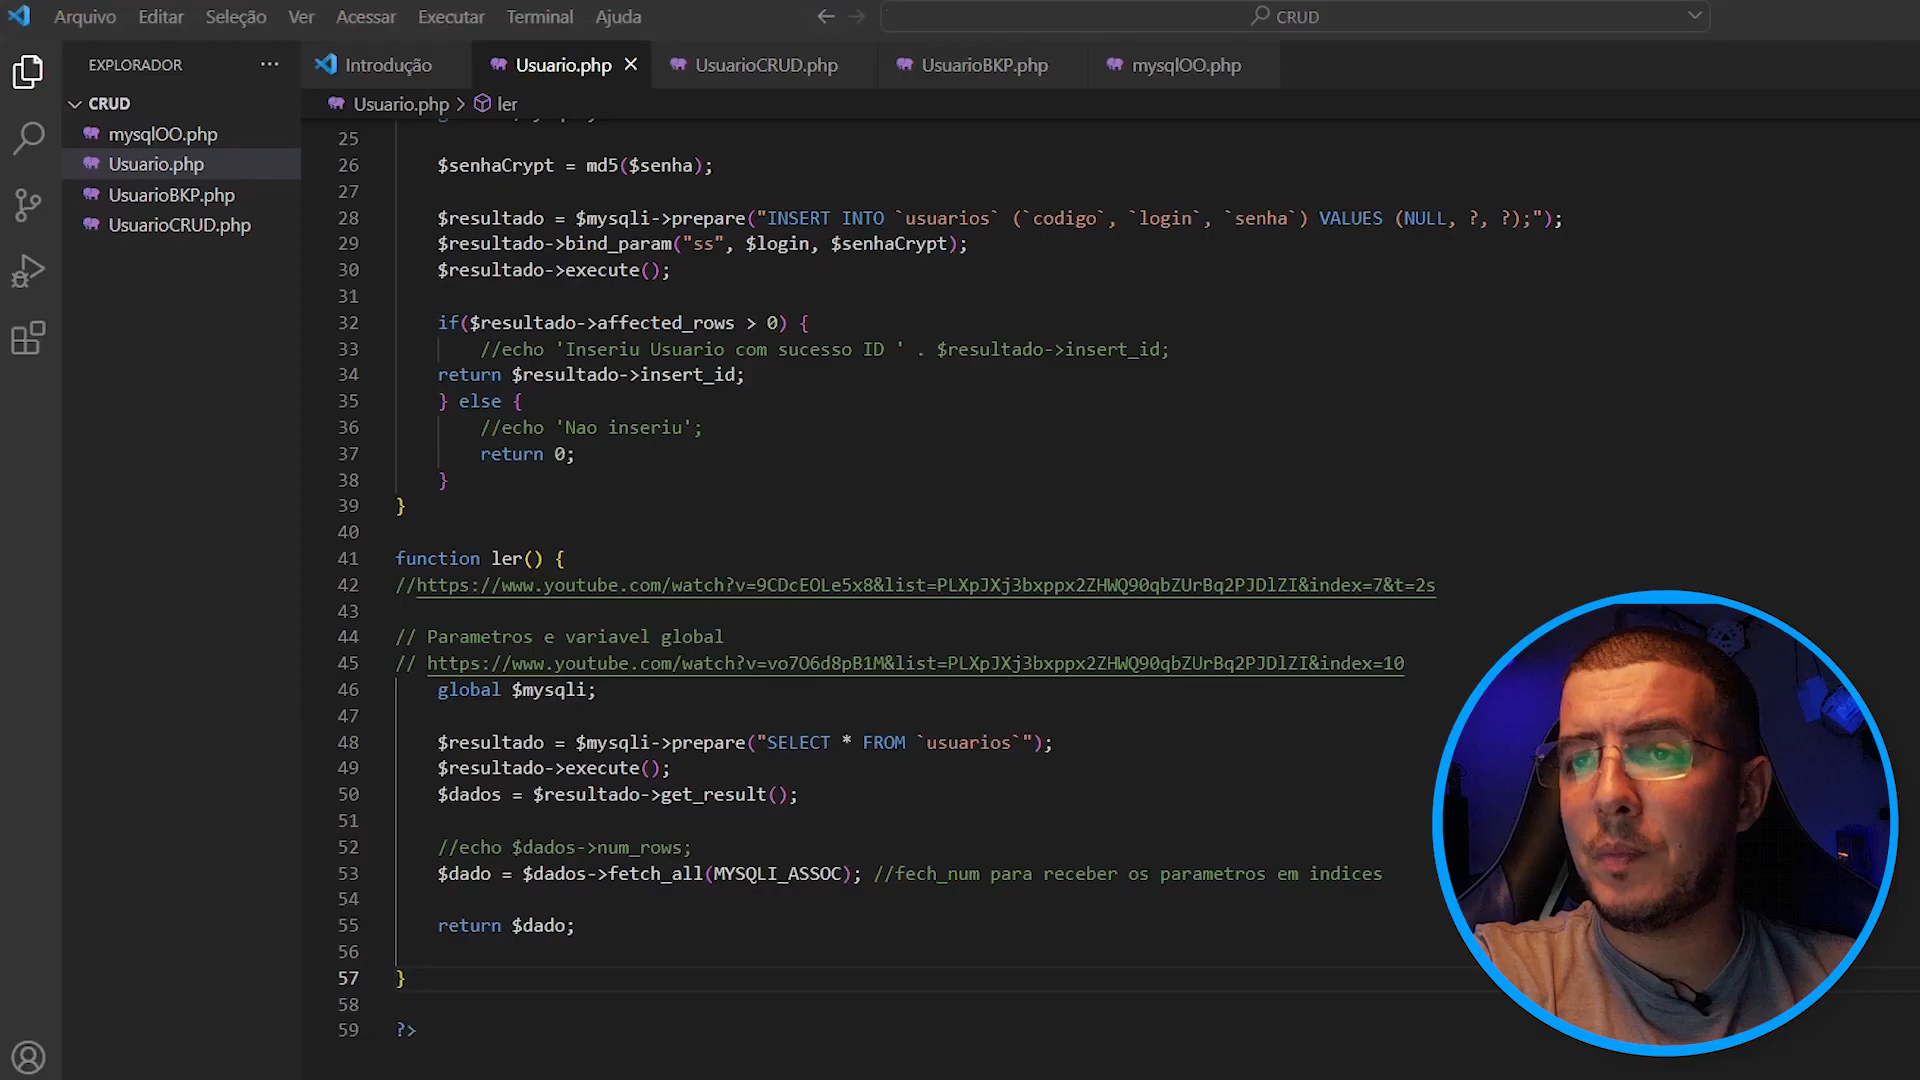 Arquivo Editar Seleção Ver Acessar Executar Terminal Ajuda CRUD
EXPLORADOR ··· Introdução Usuario.php UsuarioCRUD.php UsuarioBKP.php mysqlOO.php
CRUD
Usuario.php > ler
mysqlOO.php
Usuario.php
UsuarioBKP.php
UsuarioCRUD.php
25
26 $senhaCrypt = md5($senha);
27
28 $resultado = $mysqli->prepare("INSERT INTO `usuarios` (`codigo`, `login`, `senha`) VALUES (NULL, ?, ?);");
29 $resultado->bind_param("ss", $login, $senhaCrypt);
30 $resultado->execute();
31
32 if($resultado->affected_rows > 0) {
33 //echo 'Inseriu Usuario com sucesso ID ' . $resultado->insert_id;
34 return $resultado->insert_id;
35 } else {
36 //echo 'Nao inseriu';
37 return 0;
38 }
39 }
40
41 function ler() {
42 //https://www.youtube.com/watch?v=9CDcEOLe5x8&list=PLXpJXj3bxppx2ZHWQ90qbZUrBq2PJDlZI&index=7&t=2s
43
44 // Parametros e variavel global
45 // https://www.youtube.com/watch?v=vo7O6d8pB1M&list=PLXpJXj3bxppx2ZHWQ90qbZUrBq2PJDlZI&index=10
46 global $mysqli;
47
48 $resultado = $mysqli->prepare("SELECT * FROM `usuarios`");
49 $resultado->execute();
50 $dados = $resultado->get_result();
51
52 //echo $dados->num_rows;
53 $dado = $dados->fetch_all(MYSQLI_ASSOC); //fech_num para receber os parametros em indices
54
55 return $dado;
56
57 }
58
59 ?>